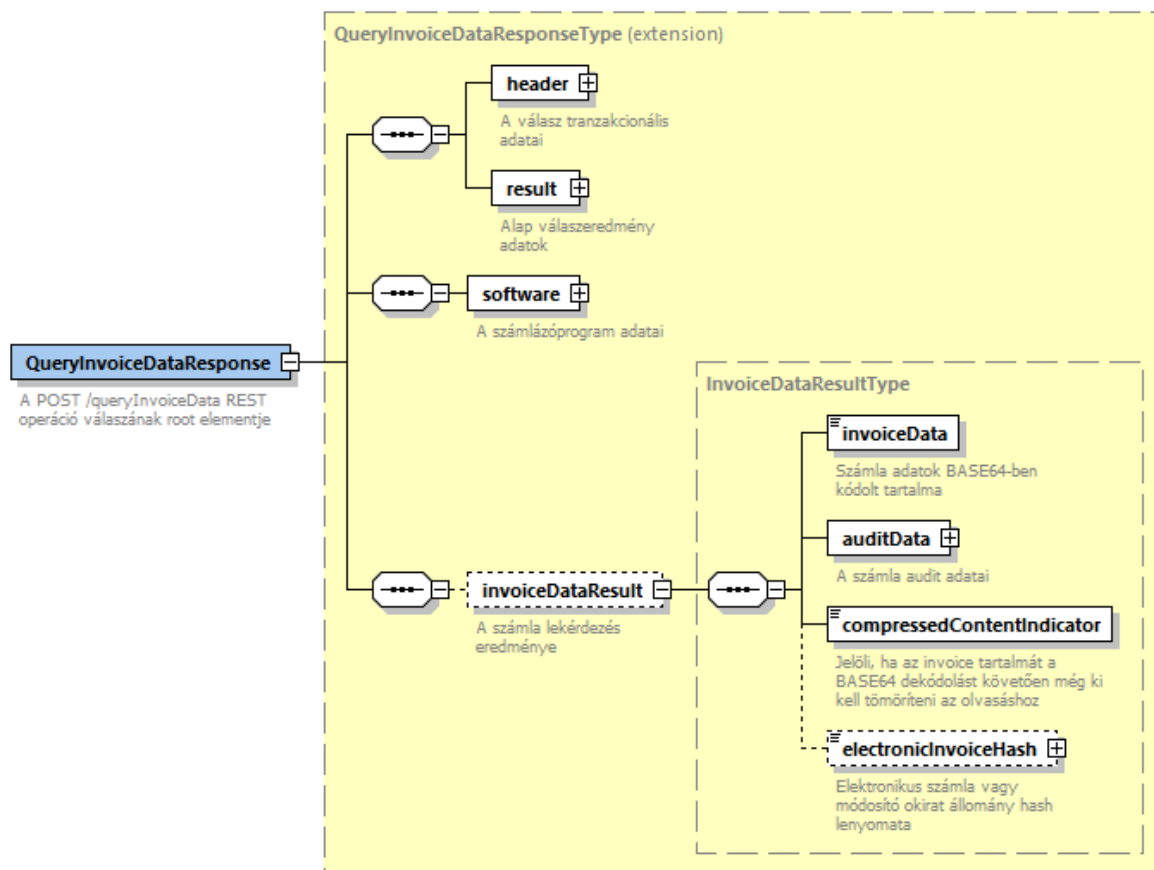 QueryInvoiceDataResponseType (extension)
header
A válasz tranzakcionális
adatai
result
Alap válaszeredmény
adatok
software
A számlázóprogram adatai
QueryInvoiceDataResponse
A POST /queryInvoiceData REST
operáció válaszának root elementje
InvoiceDataResultType
invoiceData
Számla adatok BASE64-ben
kódolt tartalma
auditData
A számla audit adatai
invoiceDataResult
A számla lekérdezés
eredménye
compressedContentIndicator
Jelöli, ha az invoice tartalmát a
BASE64 dekódolást követően még ki
kell tömöríteni az olvasáshoz
electronicInvoiceHash
Elektronikus számla vagy
módosító okirat állomány hash
lenyomata